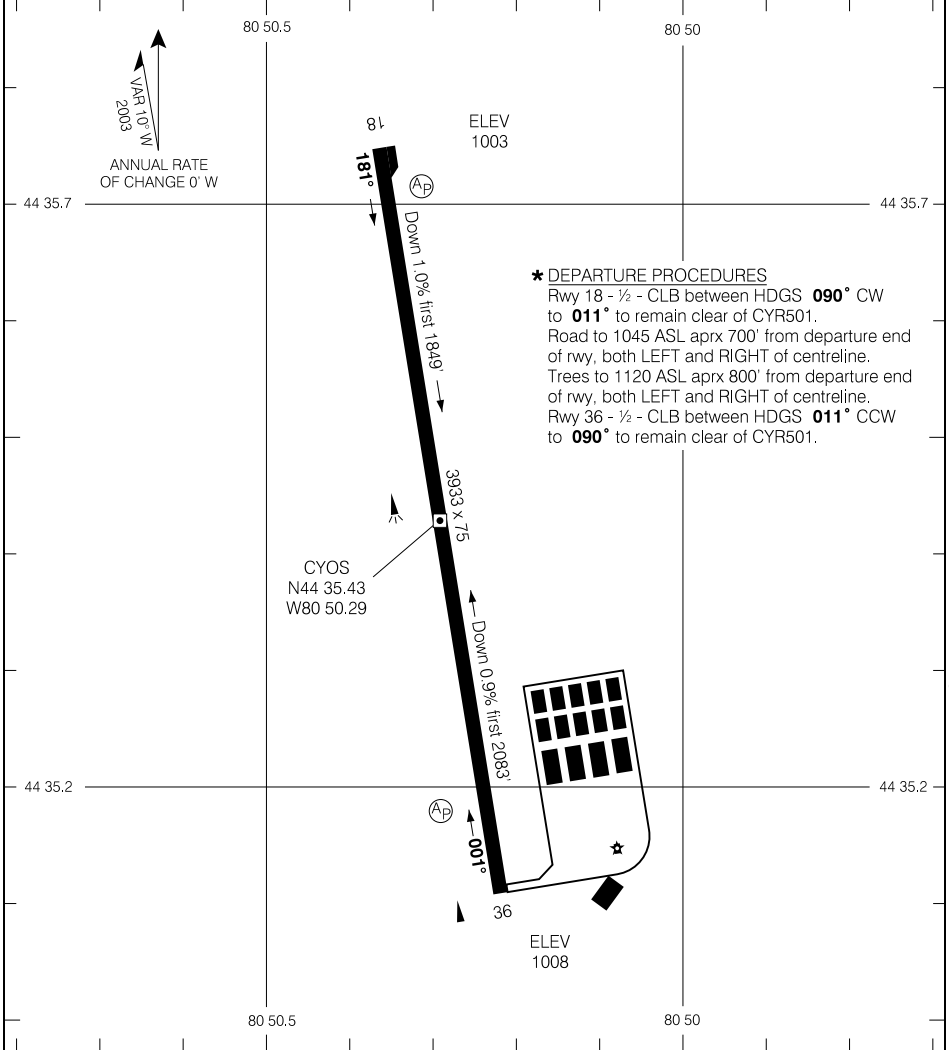 80 50.5
80 50
VAR 10° W
2003
ANNUAL RATE
OF CHANGE 0' W
18
ELEV
1003
181°
AP
44 35.7
44 35.7
Down 1.0% first 1849'
* DEPARTURE PROCEDURES
Rwy 18 - ½ - CLB between HDGS 090° CW
to 011° to remain clear of CYR501.
Road to 1045 ASL aprx 700' from departure end
of rwy, both LEFT and RIGHT of centreline.
Trees to 1120 ASL aprx 800' from departure end
of rwy, both LEFT and RIGHT of centreline.
Rwy 36 - ½ - CLB between HDGS 011° CCW
to 090° to remain clear of CYR501.
3933 x 75
CYOS
N44 35.43
W80 50.29
Down 0.9% first 2083'
44 35.2
44 35.2
AP
001°
36
ELEV
1008
80 50.5
80 50